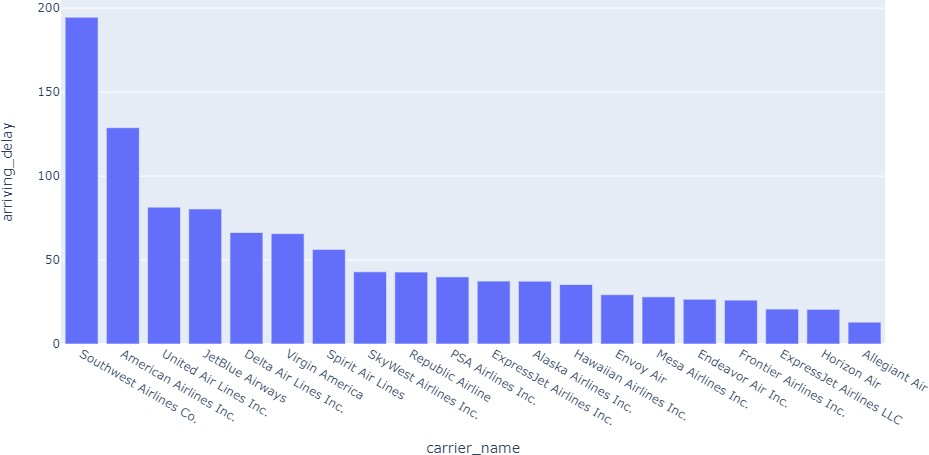 200
150
100
50
0
arriving_delay
Southwest Airlines Co.
American Airlines Inc.
United Air Lines Inc.
JetBlue Airways
Delta Air Lines Inc.
Virgin America
Spirit Air Lines
SkyWest Airlines Inc.
Republic Airline
PSA Airlines Inc.
ExpressJet Airlines Inc.
Alaska Airlines Inc.
Hawaiian Airlines Inc.
Envoy Air
Mesa Airlines Inc.
Endeavor Air Inc.
Frontier Airlines Inc.
ExpressJet Airlines LLC
Horizon Air
Allegiant Air
carrier_name